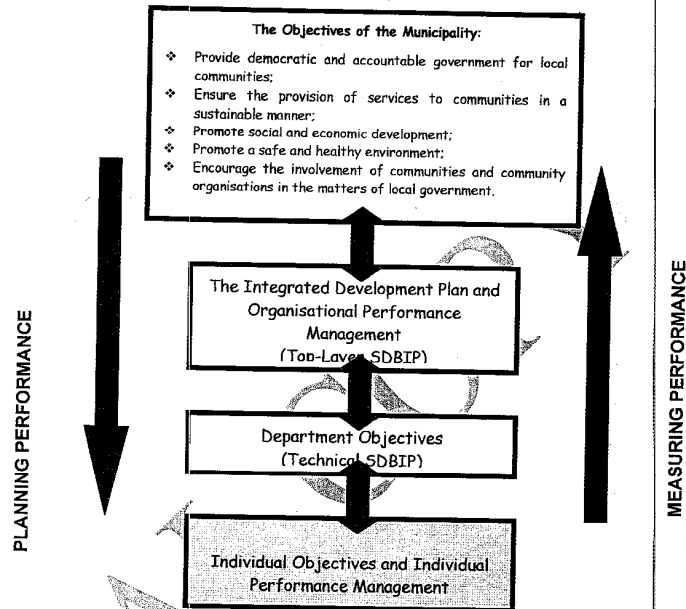 The Objectives of the Municipality:
❖ Provide democratic and accountable government for local
communities;
❖ Ensure the provision of services to communities in a
sustainable manner;
❖ Promote social and economic development;
❖ Promote a safe and healthy environment;
❖ Encourage the involvement of communities and community
organisations in the matters of local government.
PLANNING PERFORMANCE
MEASURING PERFORMANCE
The Integrated Development Plan and
Organisational Performance
Management
(Top-Layer SDBIP)
Department Objectives
(Technical SDBIP)
Individual Objectives and Individual
Performance Management